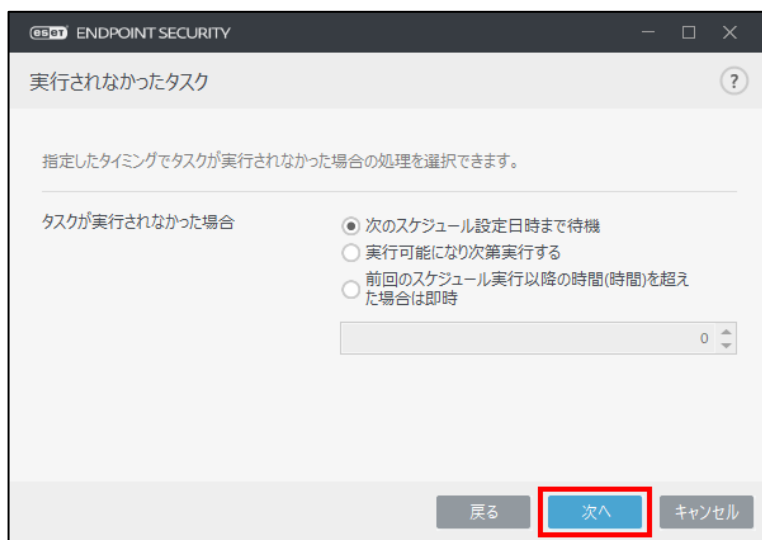 eset ENDPOINT SECURITY
実行されなかったタスク
?
指定したタイミングでタスクが実行されなかった場合の処理を選択できます。
タスクが実行されなかった場合
次のスケジュール設定日時まで待機
実行可能になり次第実行する
前回のスケジュール実行以降の時間(時間)を超え
た場合は即時
0
戻る
次へ
キャンセル